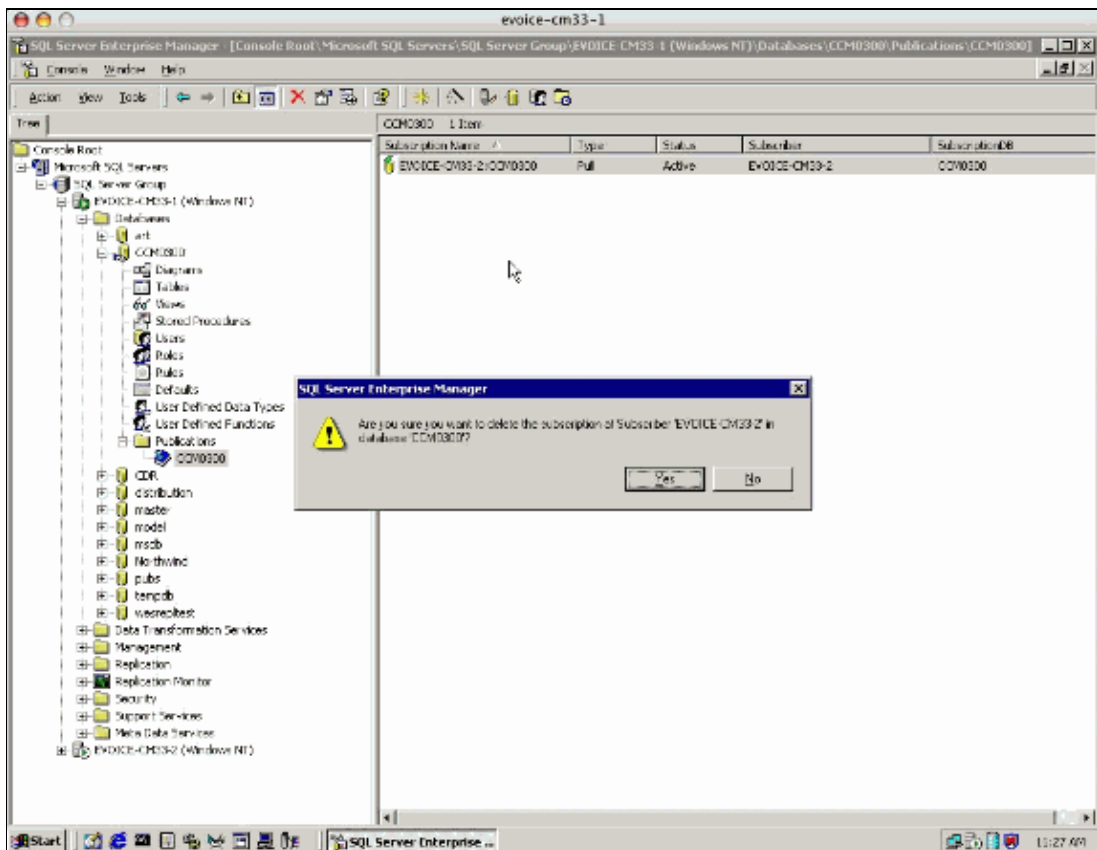 evoice-cm33-1
SQL Server Enterprise Manager - [Console Root\Microsoft SQL Servers\SQL Server Group\EVOICE-CM33-1 (Windows NT)\Databases\CCM0300\Publications\CCM0300]
Console Window Help
Action View Tools
Tree
CCM0300 1 Item
Console Root
Microsoft SQL Servers
SQL Server Group
EVOICE-CM33-1 (Windows NT)
Databases
art
CCM0300
Diagrams
Tables
Views
Stored Procedures
Users
Roles
Rules
Defaults
User Defined Data Types
User Defined Functions
Publications
CCM0300
CDR
distribution
master
model
msdb
Northwind
pubs
tempdb
wesrepltest
Data Transformation Services
Management
Replication
Replication Monitor
Security
Support Services
Meta Data Services
EVOICE-CM33-2 (Windows NT)
Subscription Name Type Status Subscriber SubscriptionDB
EVOICE-CM33-2:CCM0300 Pull Active EVOICE-CM33-2 CCM0300
SQL Server Enterprise Manager
Are you sure you want to delete the subscription at Subscriber 'EVOICE-CM33-2' in
database 'CCM0300'?
Yes No
Start SQL Server Enterprise ... 11:27 AM